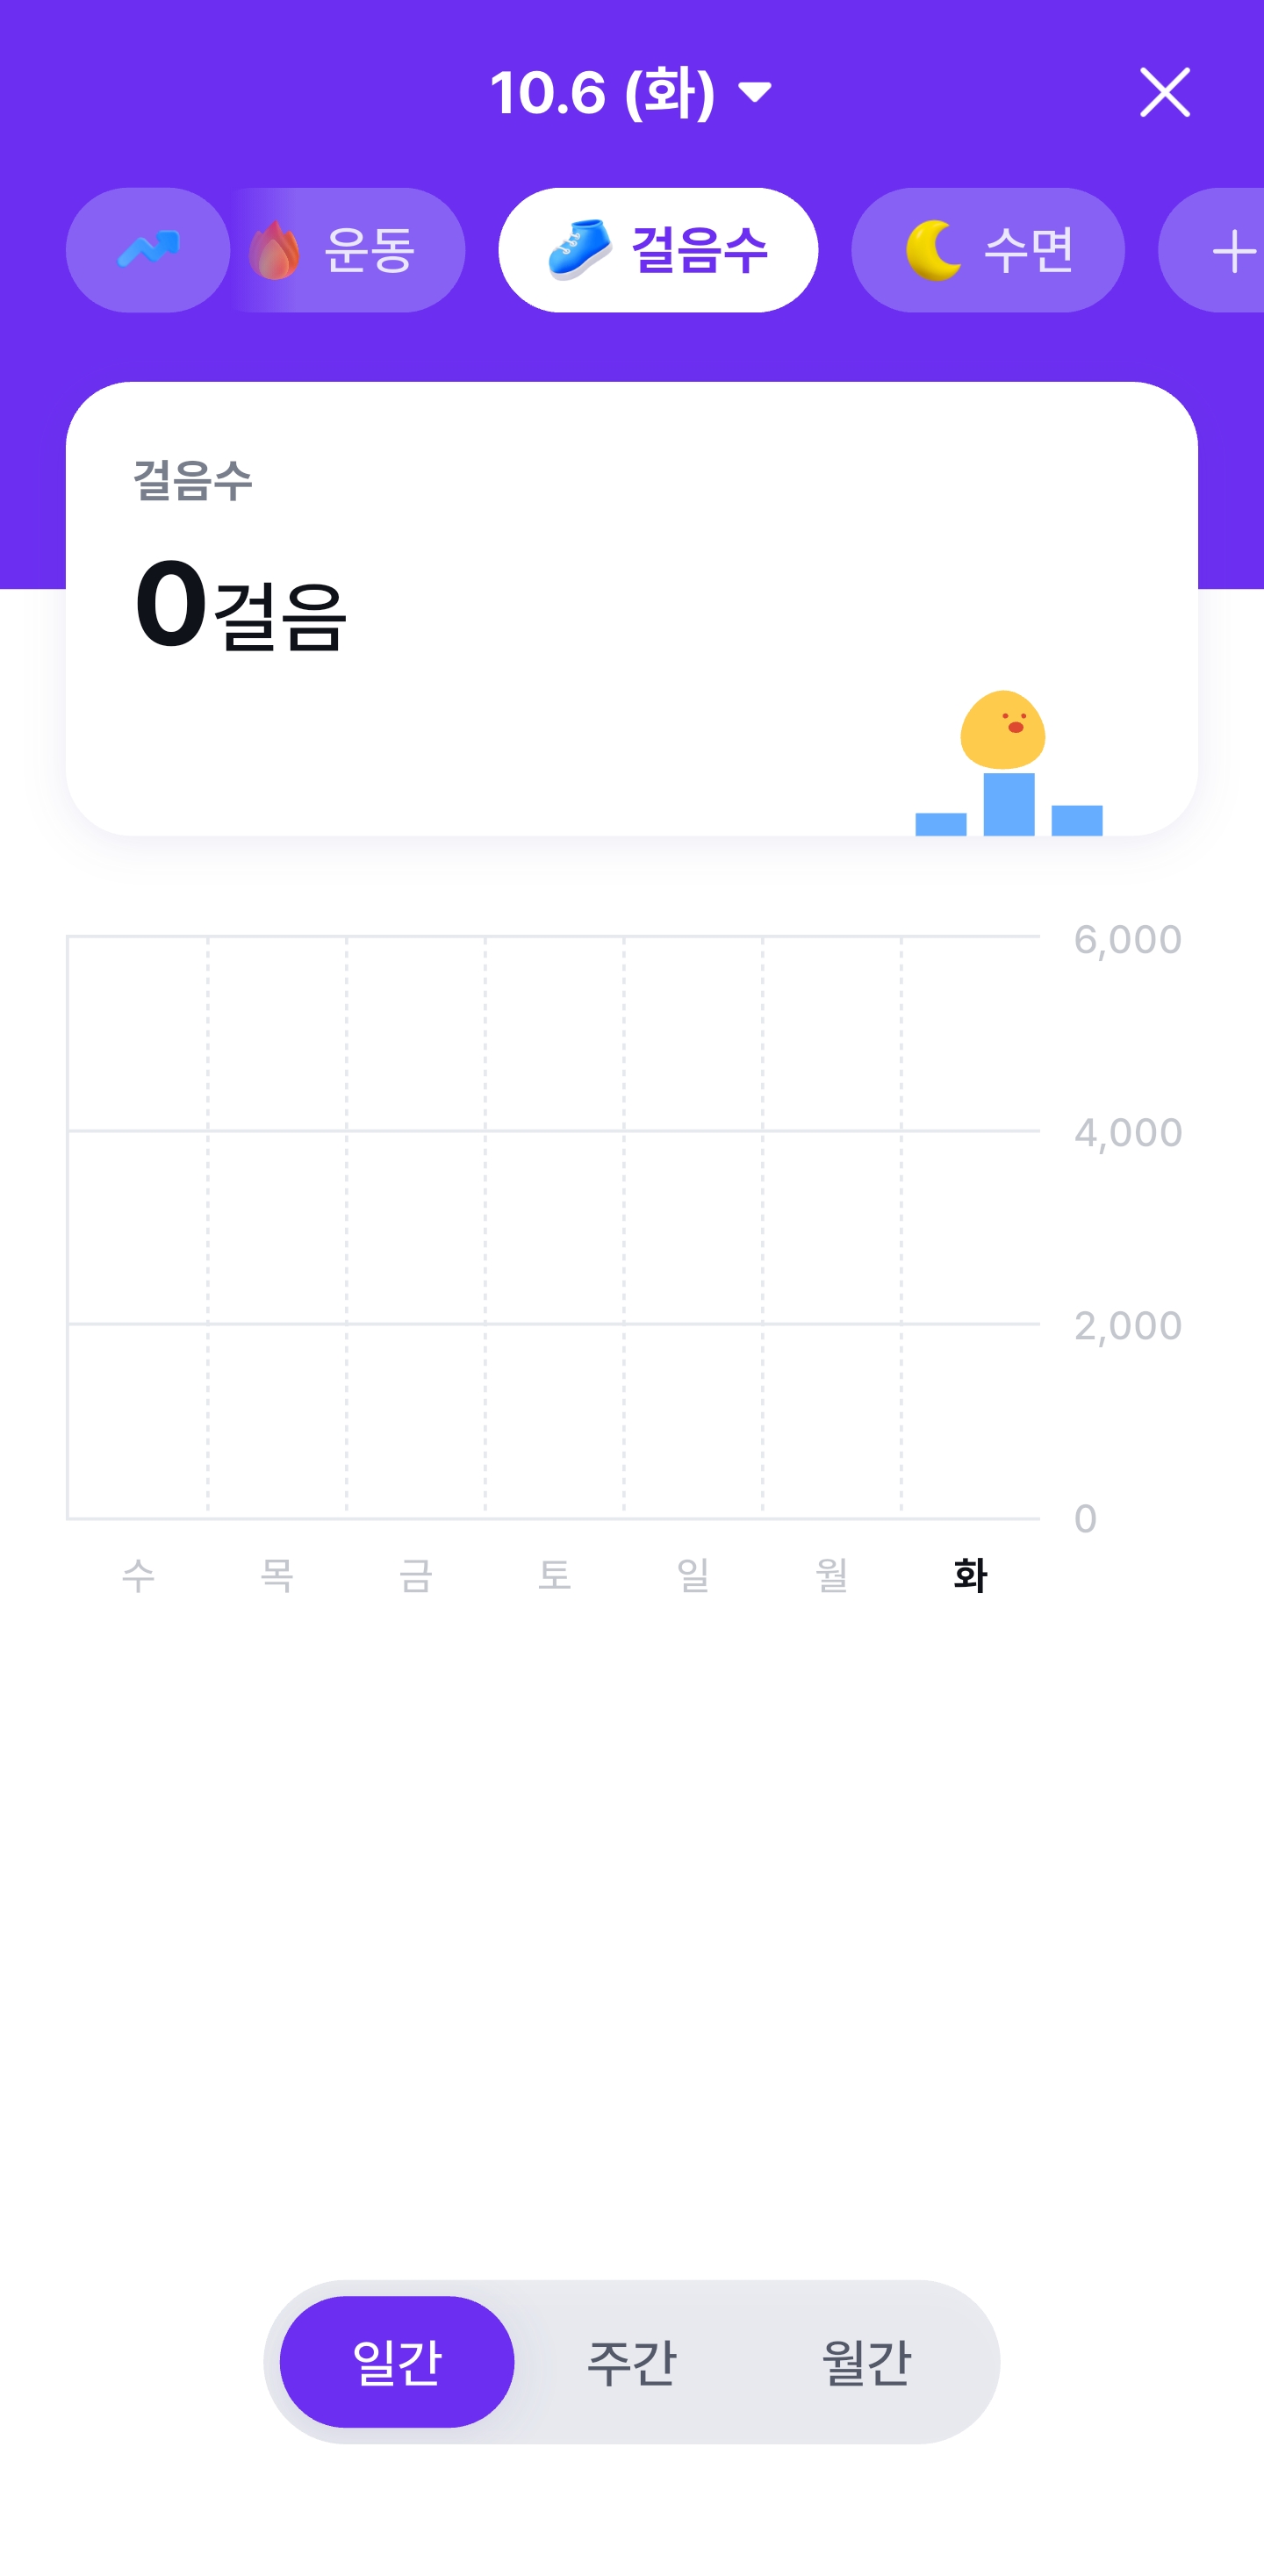 10.6 (화)
운동
걸음수
수면
걸음수
0걸음
6,000
4,000
2,000
0
수 목 금 토 일 월 화
일간 주간 월간